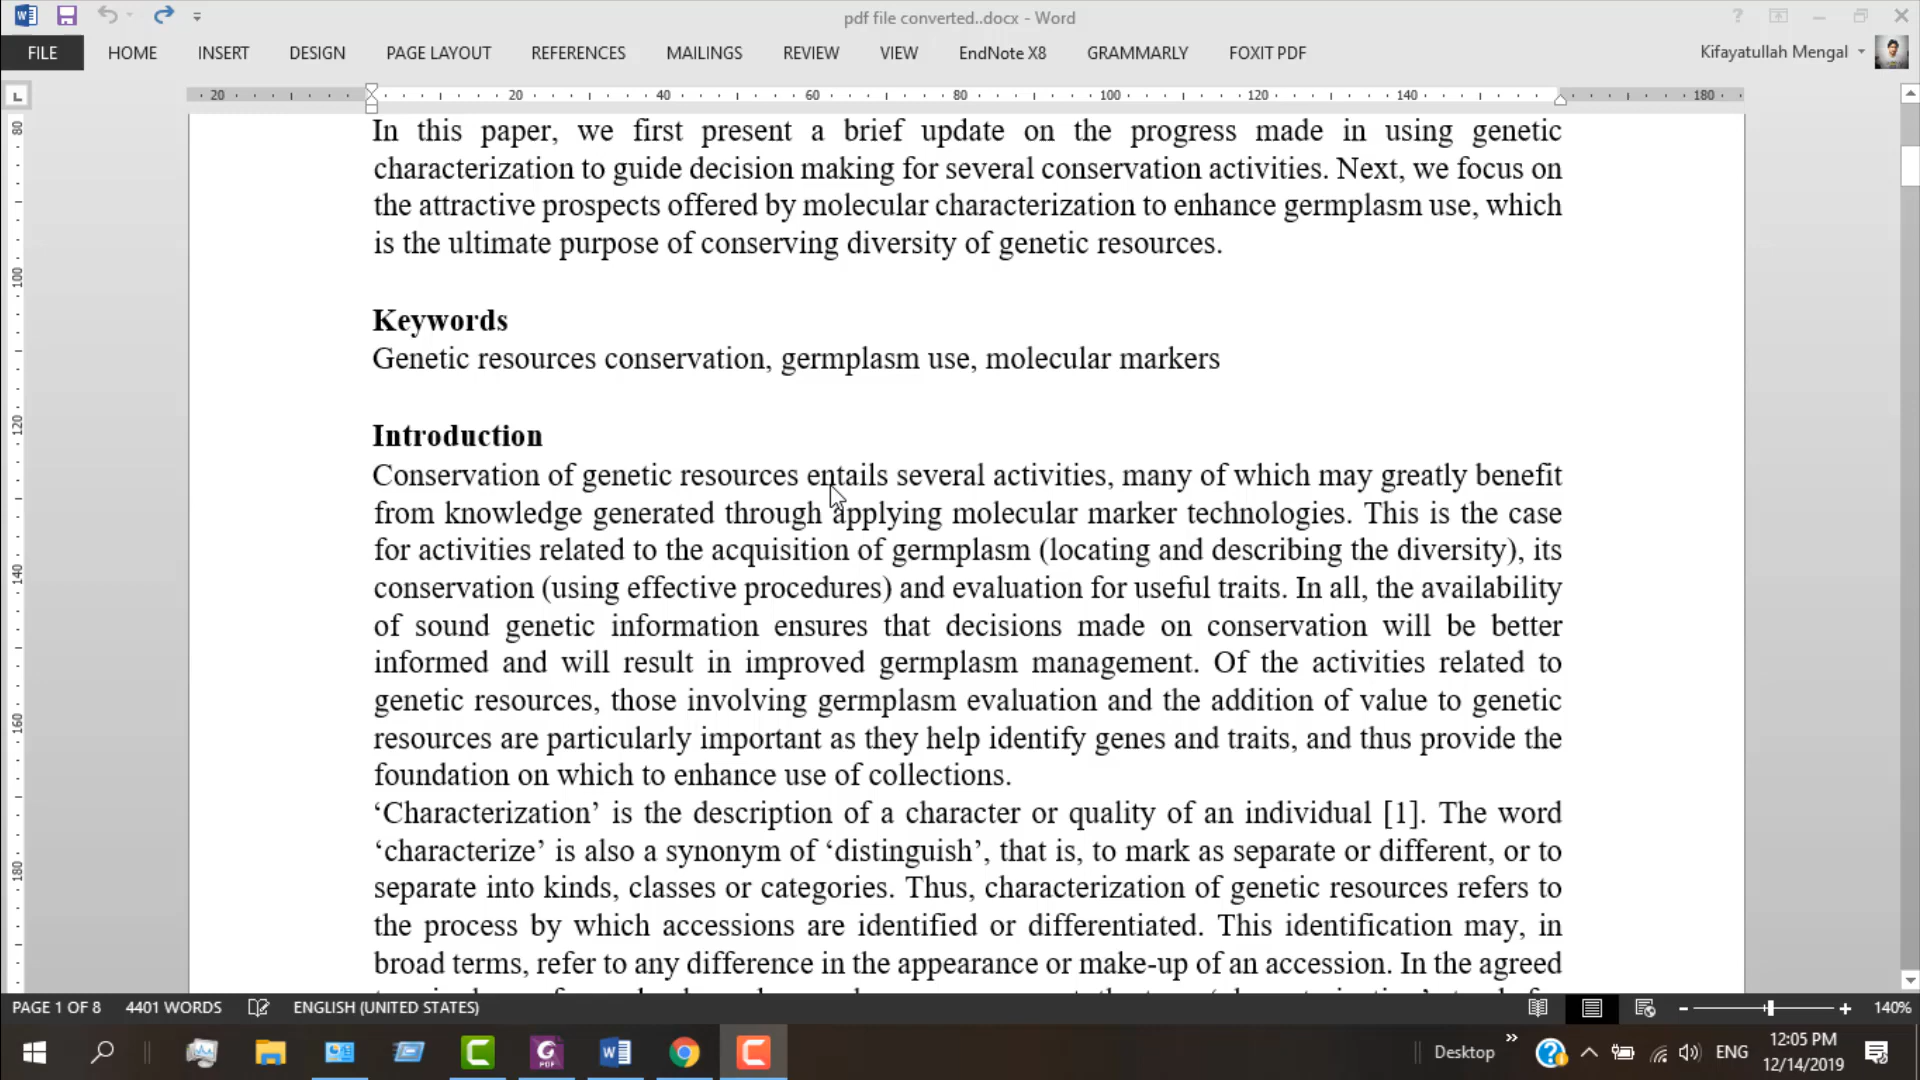 pdf file converted..docx - Word
FILE HOME INSERT DESIGN PAGE LAYOUT REFERENCES MAILINGS REVIEW VIEW EndNote X8 GRAMMARLY FOXIT PDF Kifayatullah Mengal
20 20 40 60 80 100 120 140 180
80
100
120
140
160
180
In this paper, we first present a brief update on the progress made in using genetic
characterization to guide decision making for several conservation activities. Next, we focus on
the attractive prospects offered by molecular characterization to enhance germplasm use, which
is the ultimate purpose of conserving diversity of genetic resources.
Keywords
Genetic resources conservation, germplasm use, molecular markers
Introduction
Conservation of genetic resources entails several activities, many of which may greatly benefit
from knowledge generated through applying molecular marker technologies. This is the case
for activities related to the acquisition of germplasm (locating and describing the diversity), its
conservation (using effective procedures) and evaluation for useful traits. In all, the availability
of sound genetic information ensures that decisions made on conservation will be better
informed and will result in improved germplasm management. Of the activities related to
genetic resources, those involving germplasm evaluation and the addition of value to genetic
resources are particularly important as they help identify genes and traits, and thus provide the
foundation on which to enhance use of collections.
‘Characterization’ is the description of a character or quality of an individual [1]. The word
‘characterize’ is also a synonym of ‘distinguish’, that is, to mark as separate or different, or to
separate into kinds, classes or categories. Thus, characterization of genetic resources refers to
the process by which accessions are identified or differentiated. This identification may, in
broad terms, refer to any difference in the appearance or make-up of an accession. In the agreed
PAGE 1 OF 8 4401 WORDS ENGLISH (UNITED STATES) 140%
Desktop ENG 12:05 PM
12/14/2019